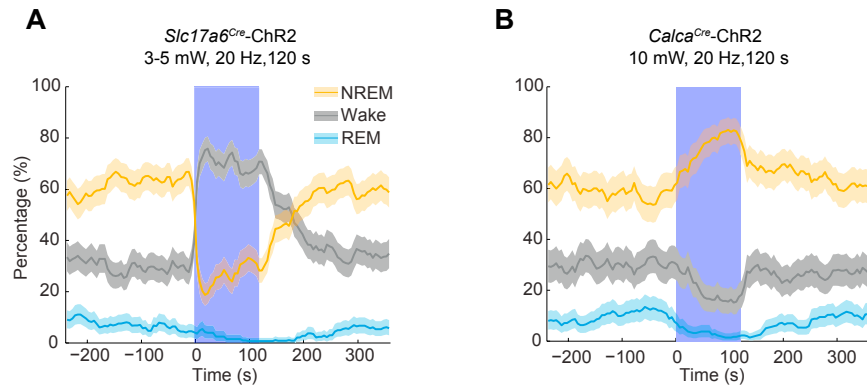 A
Slc17a6Cre-ChR2
3-5 mW, 20 Hz,120 s
100
80
60
40
20
0
Percentage (%)
NREM
Wake
REM
−200
−100
0
100
200
300
Time (s)
B
CalcaCre-ChR2
10 mW, 20 Hz,120 s
100
80
60
40
20
0
−200
−100
0
100
200
300
Time (s)